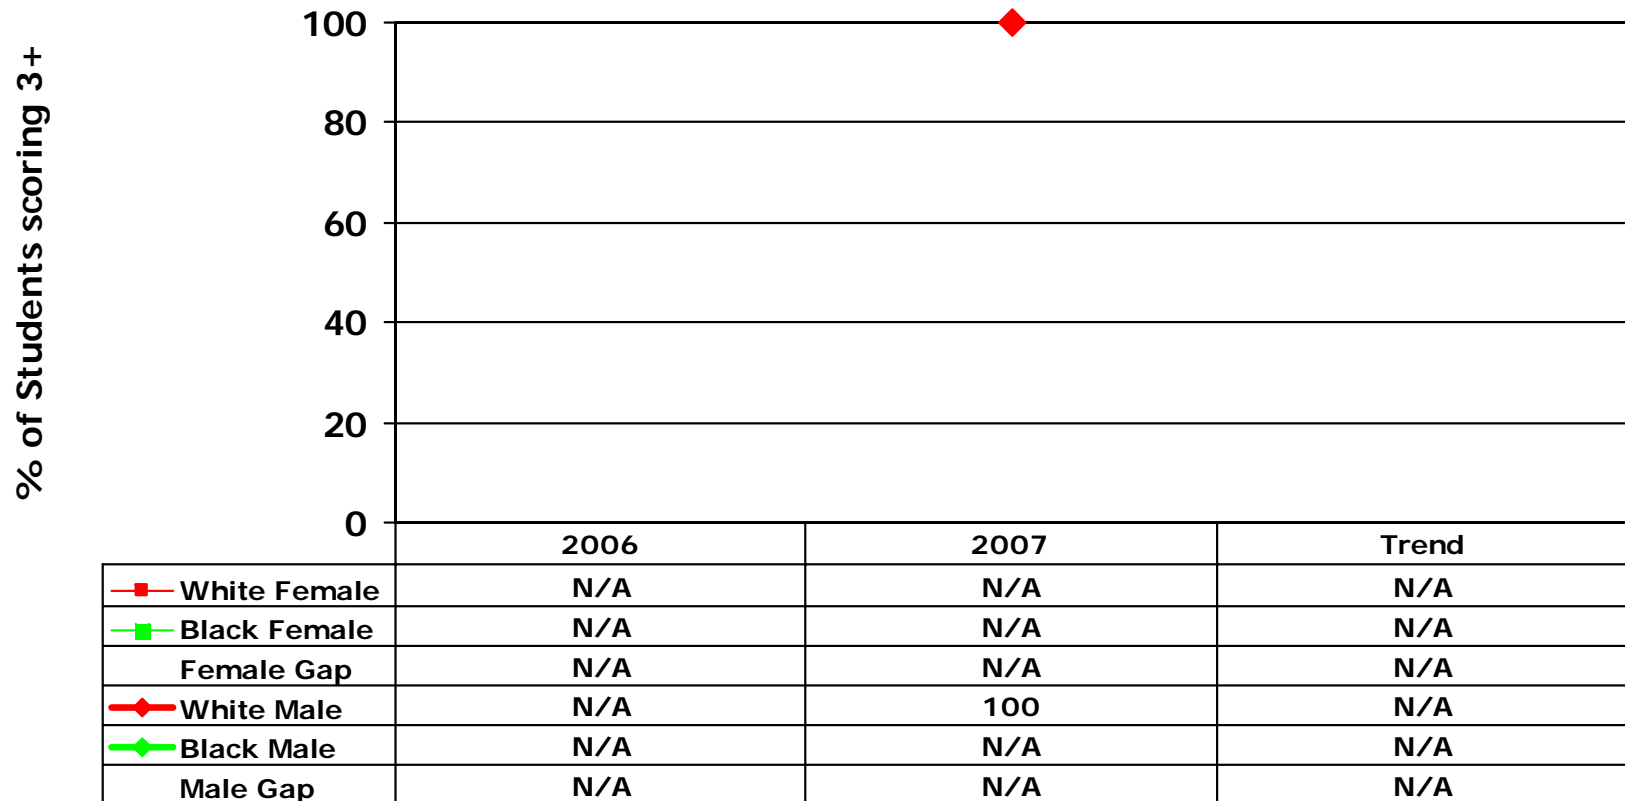 % of Students scoring 3+
100
80
60
40
20
0
2006 2007 Trend
White Female N/A N/A N/A
Black Female N/A N/A N/A
Female Gap N/A N/A N/A
White Male N/A 100 N/A
Black Male N/A N/A N/A
Male Gap N/A N/A N/A